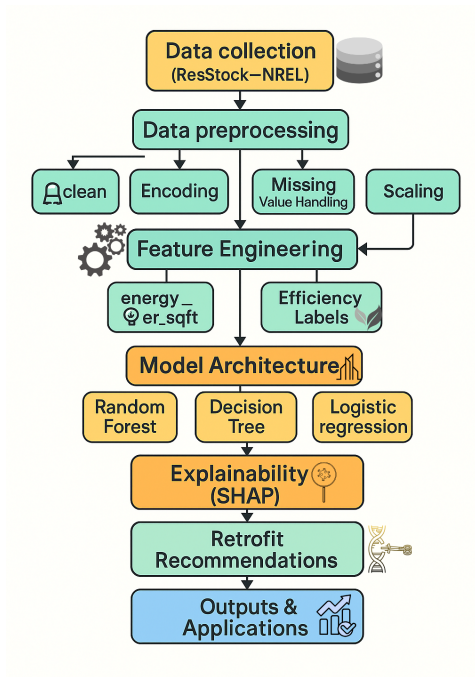 Data collection
(ResStock–NREL)
Data preprocessing
clean
Encoding
Missing
Value Handling
Scaling
Feature Engineering
energy_
er_sqft
Efficiency
Labels
Model Architecture
Random
Forest
Decision
Tree
Logistic
regression
Explainability
(SHAP)
Retrofit
Recommendations
Outputs &
Applications